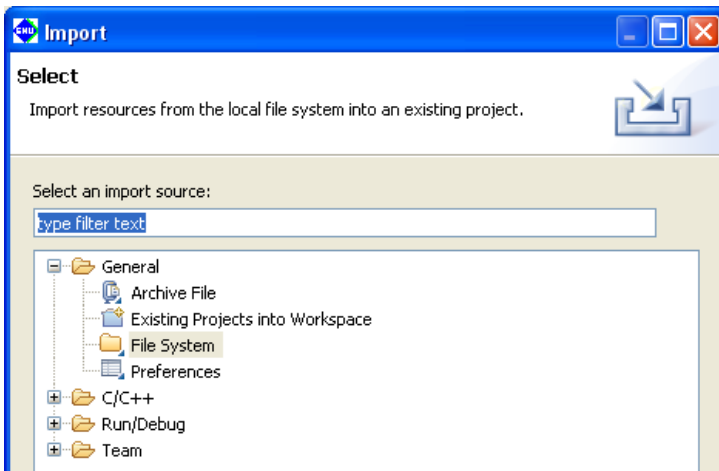 GNU Import
Select
Import resources from the local file system into an existing project.
Select an import source:
type filter text
General
Archive File
Existing Projects into Workspace
File System
Preferences
C/C++
Run/Debug
Team